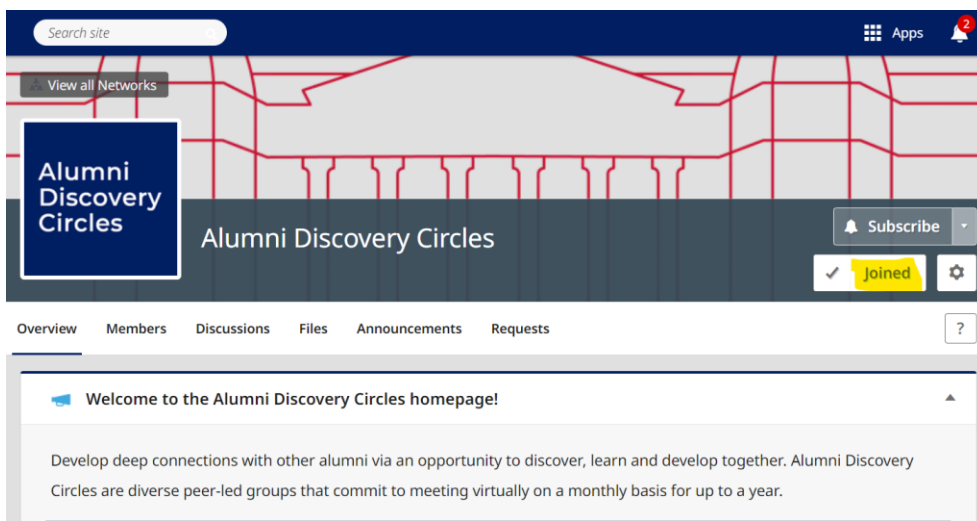 Search site
Apps
2
View all Networks
Alumni
Discovery
Circles
Alumni Discovery Circles
Subscribe
Joined
Overview Members Discussions Files Announcements Requests ?
Welcome to the Alumni Discovery Circles homepage!
Develop deep connections with other alumni via an opportunity to discover, learn and develop together. Alumni Discovery
Circles are diverse peer-led groups that commit to meeting virtually on a monthly basis for up to a year.